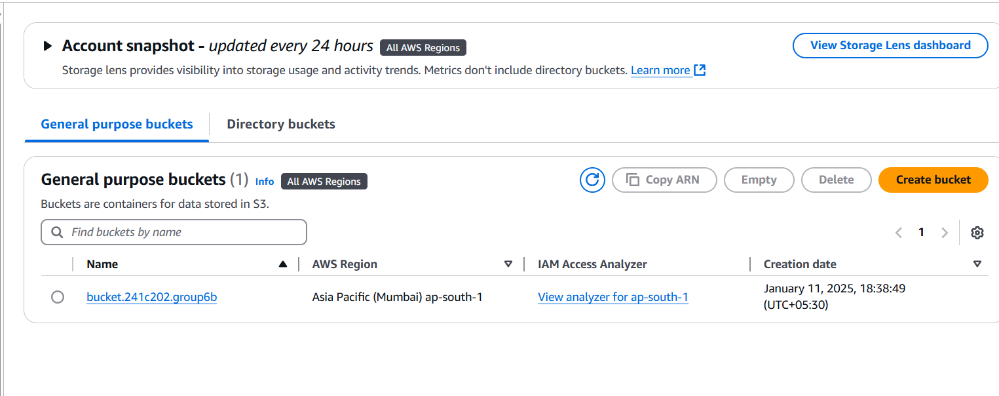 Account snapshot - updated every 24 hours All AWS Regions
View Storage Lens dashboard
Storage lens provides visibility into storage usage and activity trends. Metrics don't include directory buckets. Learn more
General purpose buckets
Directory buckets
General purpose buckets (1) Info All AWS Regions
Copy ARN
Empty
Delete
Create bucket
Buckets are containers for data stored in S3.
Find buckets by name
1
Name
AWS Region
IAM Access Analyzer
Creation date
bucket.241c202.group6b
Asia Pacific (Mumbai) ap-south-1
View analyzer for ap-south-1
January 11, 2025, 18:38:49
(UTC+05:30)